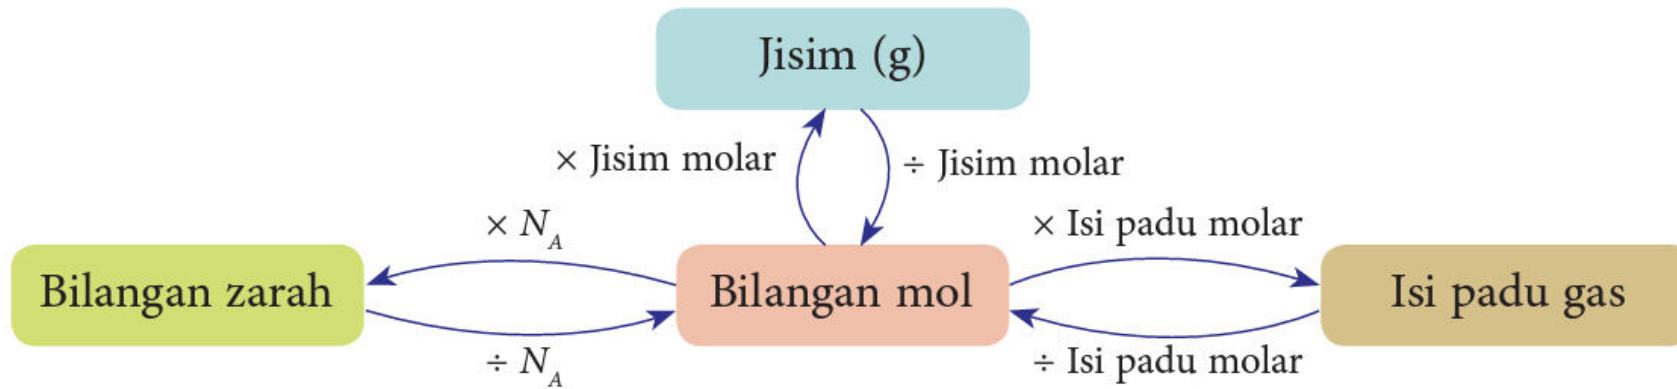 Jisim (g)
× Jisim molar
÷ Jisim molar
× N_A
× Isi padu molar
Bilangan zarah
Bilangan mol
Isi padu gas
÷ N_A
÷ Isi padu molar